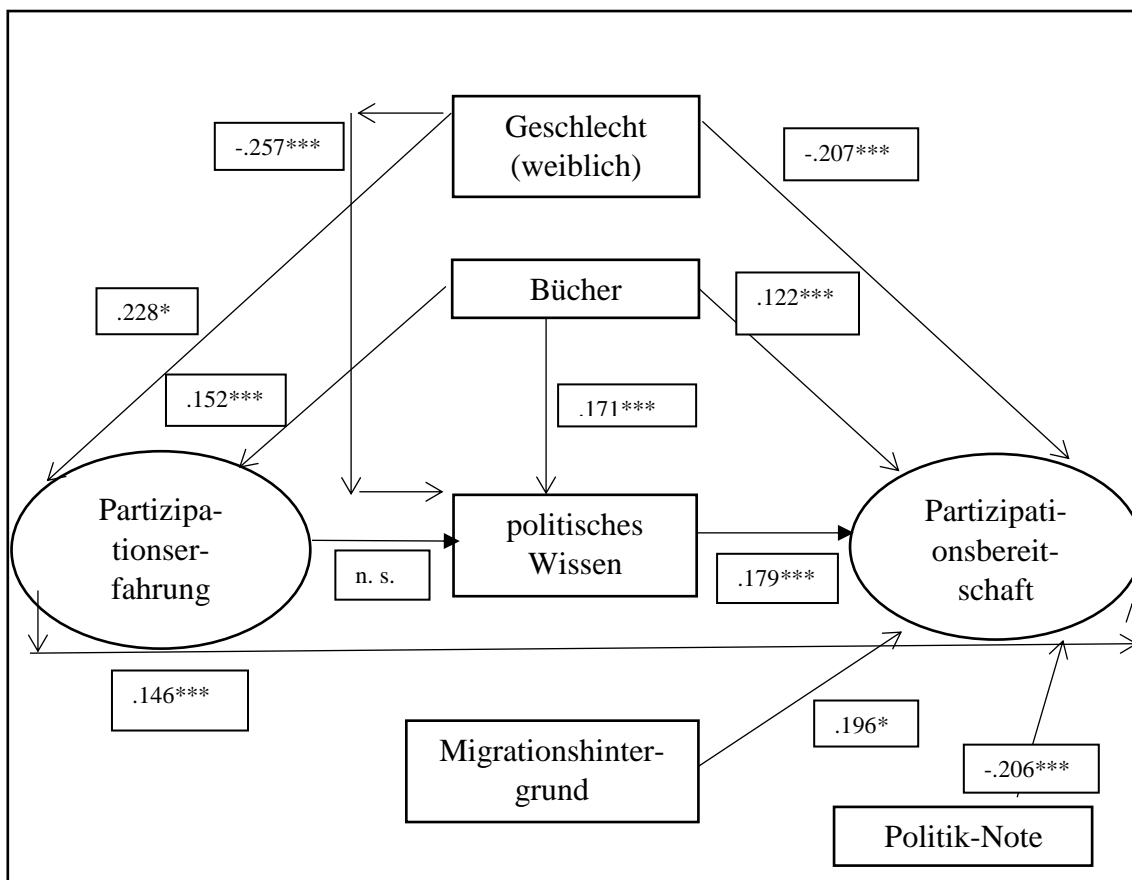 Geschlecht
(weiblich)
-.257***
-.207***
Bücher
.122***
.228*
.152***
.171***
Partizipa-
tionser-
fahrung
politisches
Wissen
Partizipati-
onsbereit-
schaft
n. s.
.179***
.146***
.196*
Migrationshinter-
grund
-.206***
Politik-Note